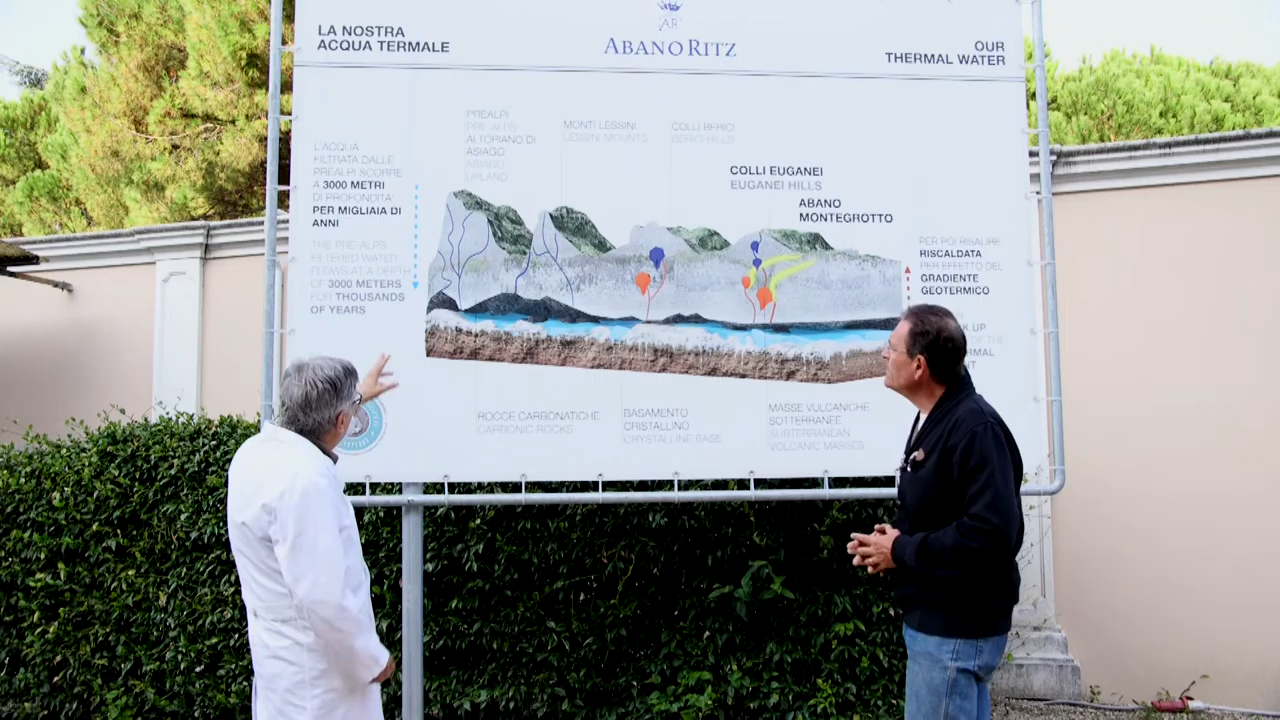 LA NOSTRA
ACQUA TERMALE
AR
ABANO RITZ
OUR
THERMAL WATER
PREALPI
PRE-ALPS
ALTOPIANO DI
ASIAGO
ASIAGO
UPLAND
MONTI LESSINI
LESSINI MOUNTS
COLLI BERICI
BERICI HILLS
COLLI EUGANEI
EUGANEI HILLS
ABANO
MONTEGROTTO
L'ACQUA
FILTRATA DALLE
PREALPI SCORRE
A 3000 METRI
DI PROFONDITA'
PER MIGLIAIA DI
ANNI
THE PRE-ALPS
FILTERED WATER
FLOWS AT A DEPTH
OF 3000 METERS
FOR THOUSANDS
OF YEARS
PER POI RISALIRE
RISCALDATA
PER EFFETTO DEL
GRADIENTE
GEOTERMICO
UP
OF THE
ROCCE CARBONATICHE
CARBONIC ROCKS
BASAMENTO
CRISTALLINO
CRYSTALLINE BASE
MASSE VULCANICHE
SOTTERRANEE
SUBTERRANEAN
VOLCANIC MASSES